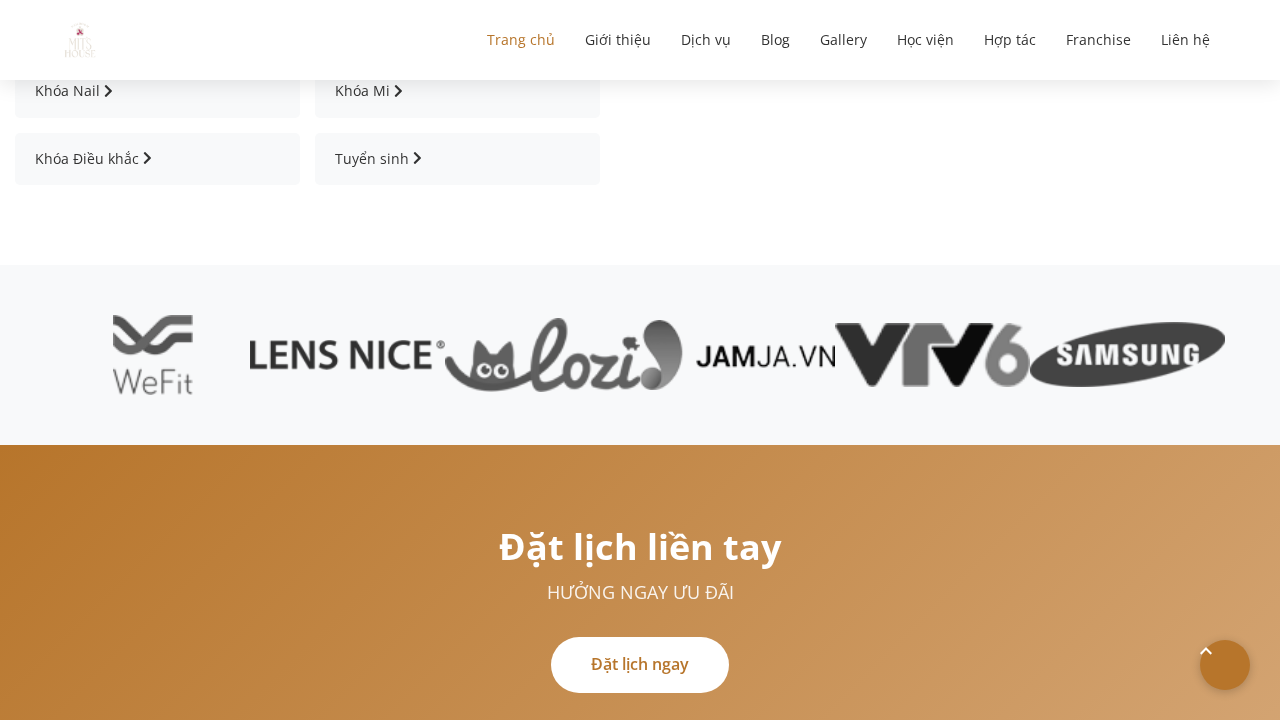 MITS
HOUSE
Trang chủ
Giới thiệu
Dịch vụ
Blog
Gallery
Học viện
Hợp tác
Franchise
Liên hệ
Khóa Nail
Khóa Mi
Khóa Điều khắc
Tuyển sinh
WeFit
LENS NICE®
lozi
JAMJA.VN
VTV6
SAMSUNG
Đặt lịch liền tay
HƯỞNG NGAY ƯU ĐÃI
Đặt lịch ngay